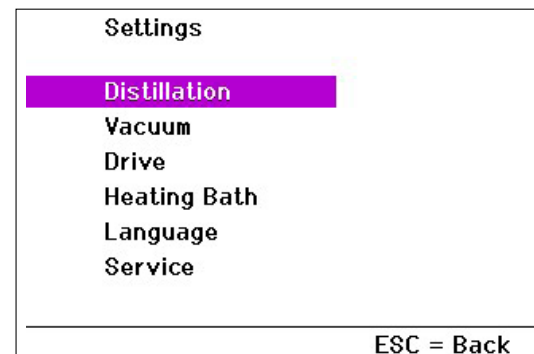 Settings
Distillation
Vacuum
Drive
Heating Bath
Language
Service
ESC = Back